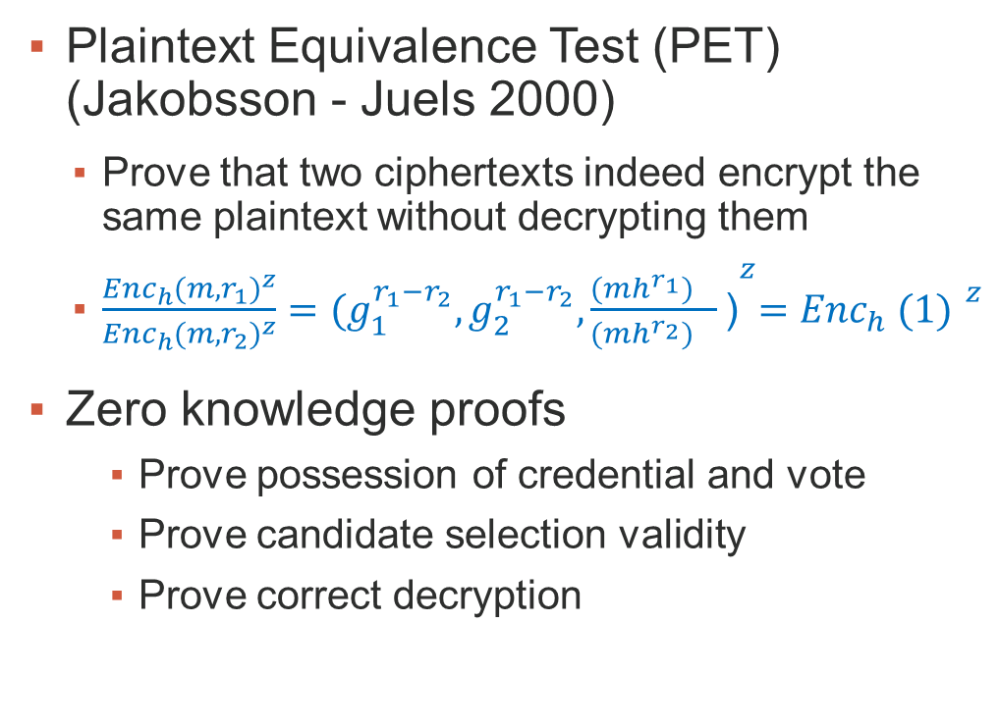 ▪ Plaintext Equivalence Test (PET)
(Jakobsson - Juels 2000)
▪ Prove that two ciphertexts indeed encrypt the
same plaintext without decrypting them
▪ $\frac{Enc_h(m,r_1)^z}{Enc_h(m,r_2)^z} = (g_1^{r_1-r_2}, g_2^{r_1-r_2}, \frac{(mh^{r_1})}{(mh^{r_2})})^z = Enc_h(1)^z$
▪ Zero knowledge proofs
▪ Prove possession of credential and vote
▪ Prove candidate selection validity
▪ Prove correct decryption